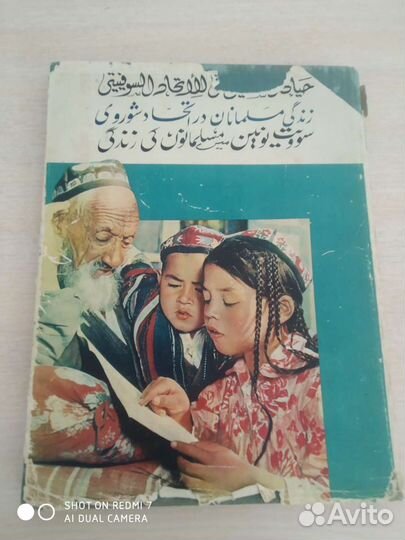 حياة في الاتحاد السوفييتي
زندگی مسلمانان در اتحاد شوروی
سوویت یونین میں مسلمانوں کی زندگی
SHOT ON REDMI 7
AI DUAL CAMERA
Avito